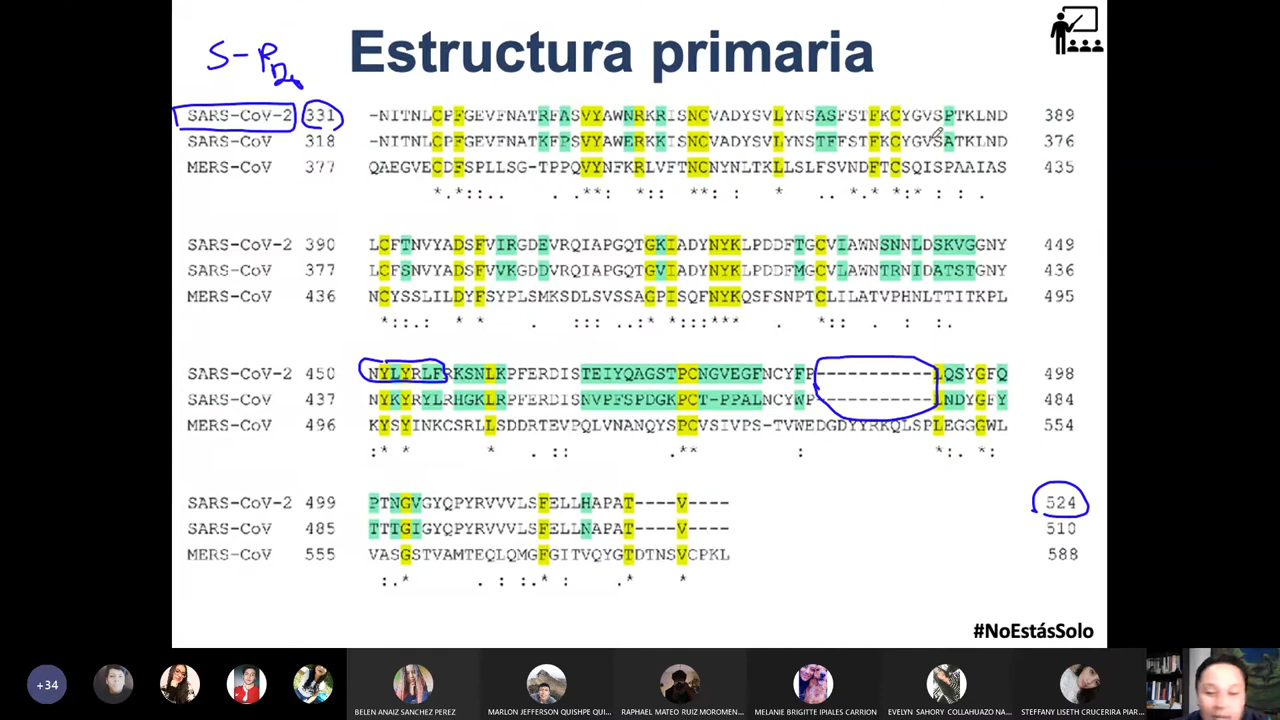 S-P
Estructura primaria
SARS-CoV-2 331 -NITNLCPFGEVFNATRFASVYAWNRKRISNCVADYSVLYNSASFSTFKCYGVSPTKLND 389
SARS-CoV 318 -NITNLCPFGEVFNATKFPSVYAWERKKISNCVADYSVLYNSTFFSTFKCYGVSATKLND 376
MERS-CoV 377 QAEGVECDFSPLLSG-TPPQVYNFKRLVFTNCNYNLTKLLSLFSVNDFTCSQISPAAIAS 435
*.*::.. . . **: *:: **:: * .. *.* : : .
SARS-CoV-2 390 LCFTNVYADSFVIRGDEVRQIAPGQTGKIADYNYKLPDDFTGCVIAWNSNNLDSKVGGNY 449
SARS-CoV 377 LCFSNVYADSFVVKGDDVRQIAPGQTGVIADYNYKLPDDFMGCVLAWNTRNIDATSTGNY 436
MERS-CoV 436 NCYSSLILDYFSYPLSMKSDLSVSSAGPISQFNYKQSFSNPTCLILATVPHNLTTITKPL 495
*::.: * * . ::: ..* *:::*** . *:: . :.
SARS-CoV-2 450 NYLYRLFRKSNLKPFERDISTEIYQAGSTPCNGVEGFNCYFP-----------LQSYGFQ 498
SARS-CoV 437 NYKYRYLRHGKLRPFERDISNVPFSPDGKPCT-PPALNCYWP-----------LNDYGFY 484
MERS-CoV 496 KYSYINKCSRLLSDDRTEVPQLVNANQYSPCVSIVPS-TVWEDGDYYRKQLSPLEGGGWL 554
:* * * . :: .** : *:. *:
SARS-CoV-2 499 PTNGVGYQPYRVVVLSFELLHAPAT----V---- 524
SARS-CoV 485 TTTGIGYQPYRVVVLSFELLNAPAT----V---- 510
MERS-CoV 555 VASGSTVAMTEQLQMGFGITVQYGTDTNSVCPKL 588
:.* . : :.* : .* *
#NoEstásSolo
+34
BELEN ANAIZ SANCHEZ PEREZ
MARLON JEFFERSON QUISHPE QUI...
RAPHAEL MATEO RUIZ MOROMEN...
MELANIE BRIGITTE IPIALES CARRION
EVELYN SAHORY COLLAHUAZO NA...
STEFFANY LISETH CRUCERIRA PIAR...